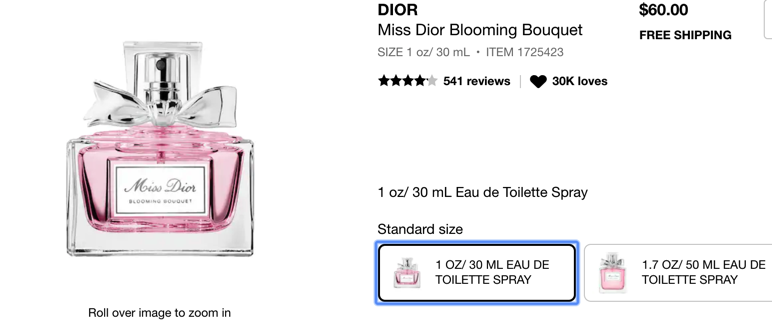 DIOR
Miss Dior Blooming Bouquet
SIZE 1 oz/ 30 mL • ITEM 1725423
541 reviews
30K loves
$60.00
FREE SHIPPING
Miss Dior
BLOOMING BOUQUET
Roll over image to zoom in
1 oz/ 30 mL Eau de Toilette Spray
Standard size
1 OZ/ 30 ML EAU DE
TOILETTE SPRAY
1.7 OZ/ 50 ML EAU DE
TOILETTE SPRAY